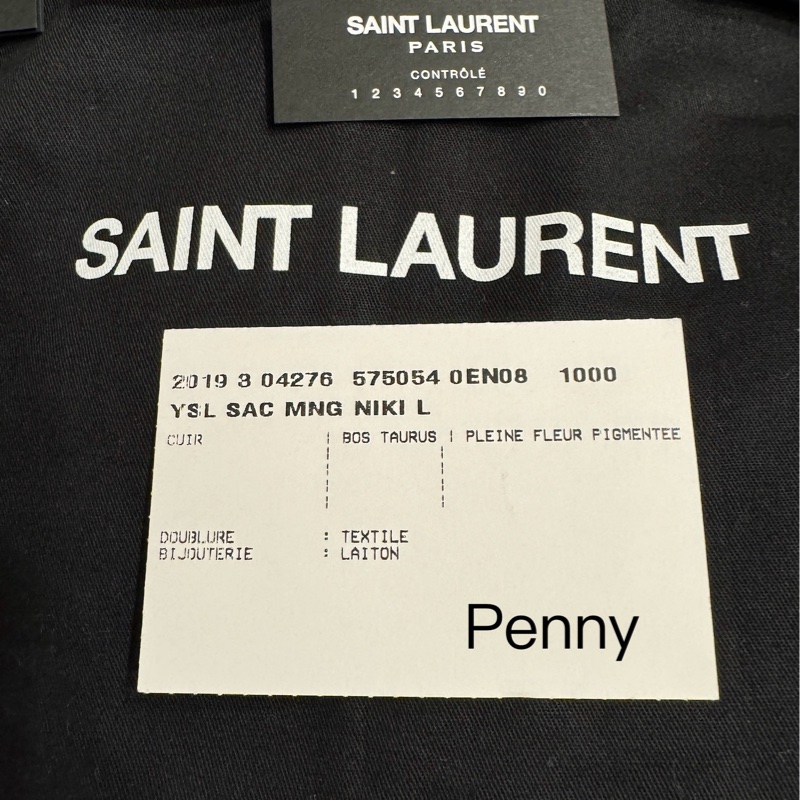 SAINT LAURENT
PARIS
CONTRÔLÉ
1 2 3 4 5 6 7 8 9 0
SAINT LAURENT
2019 3 04276 575054 0EN08 1000
YSL SAC MNG NIKI L
CUIR | BOS TAURUS | PLEINE FLEUR PIGMENTEE
DOUBLURE : TEXTILE
BIJOUTERIE : LAITON
Penny